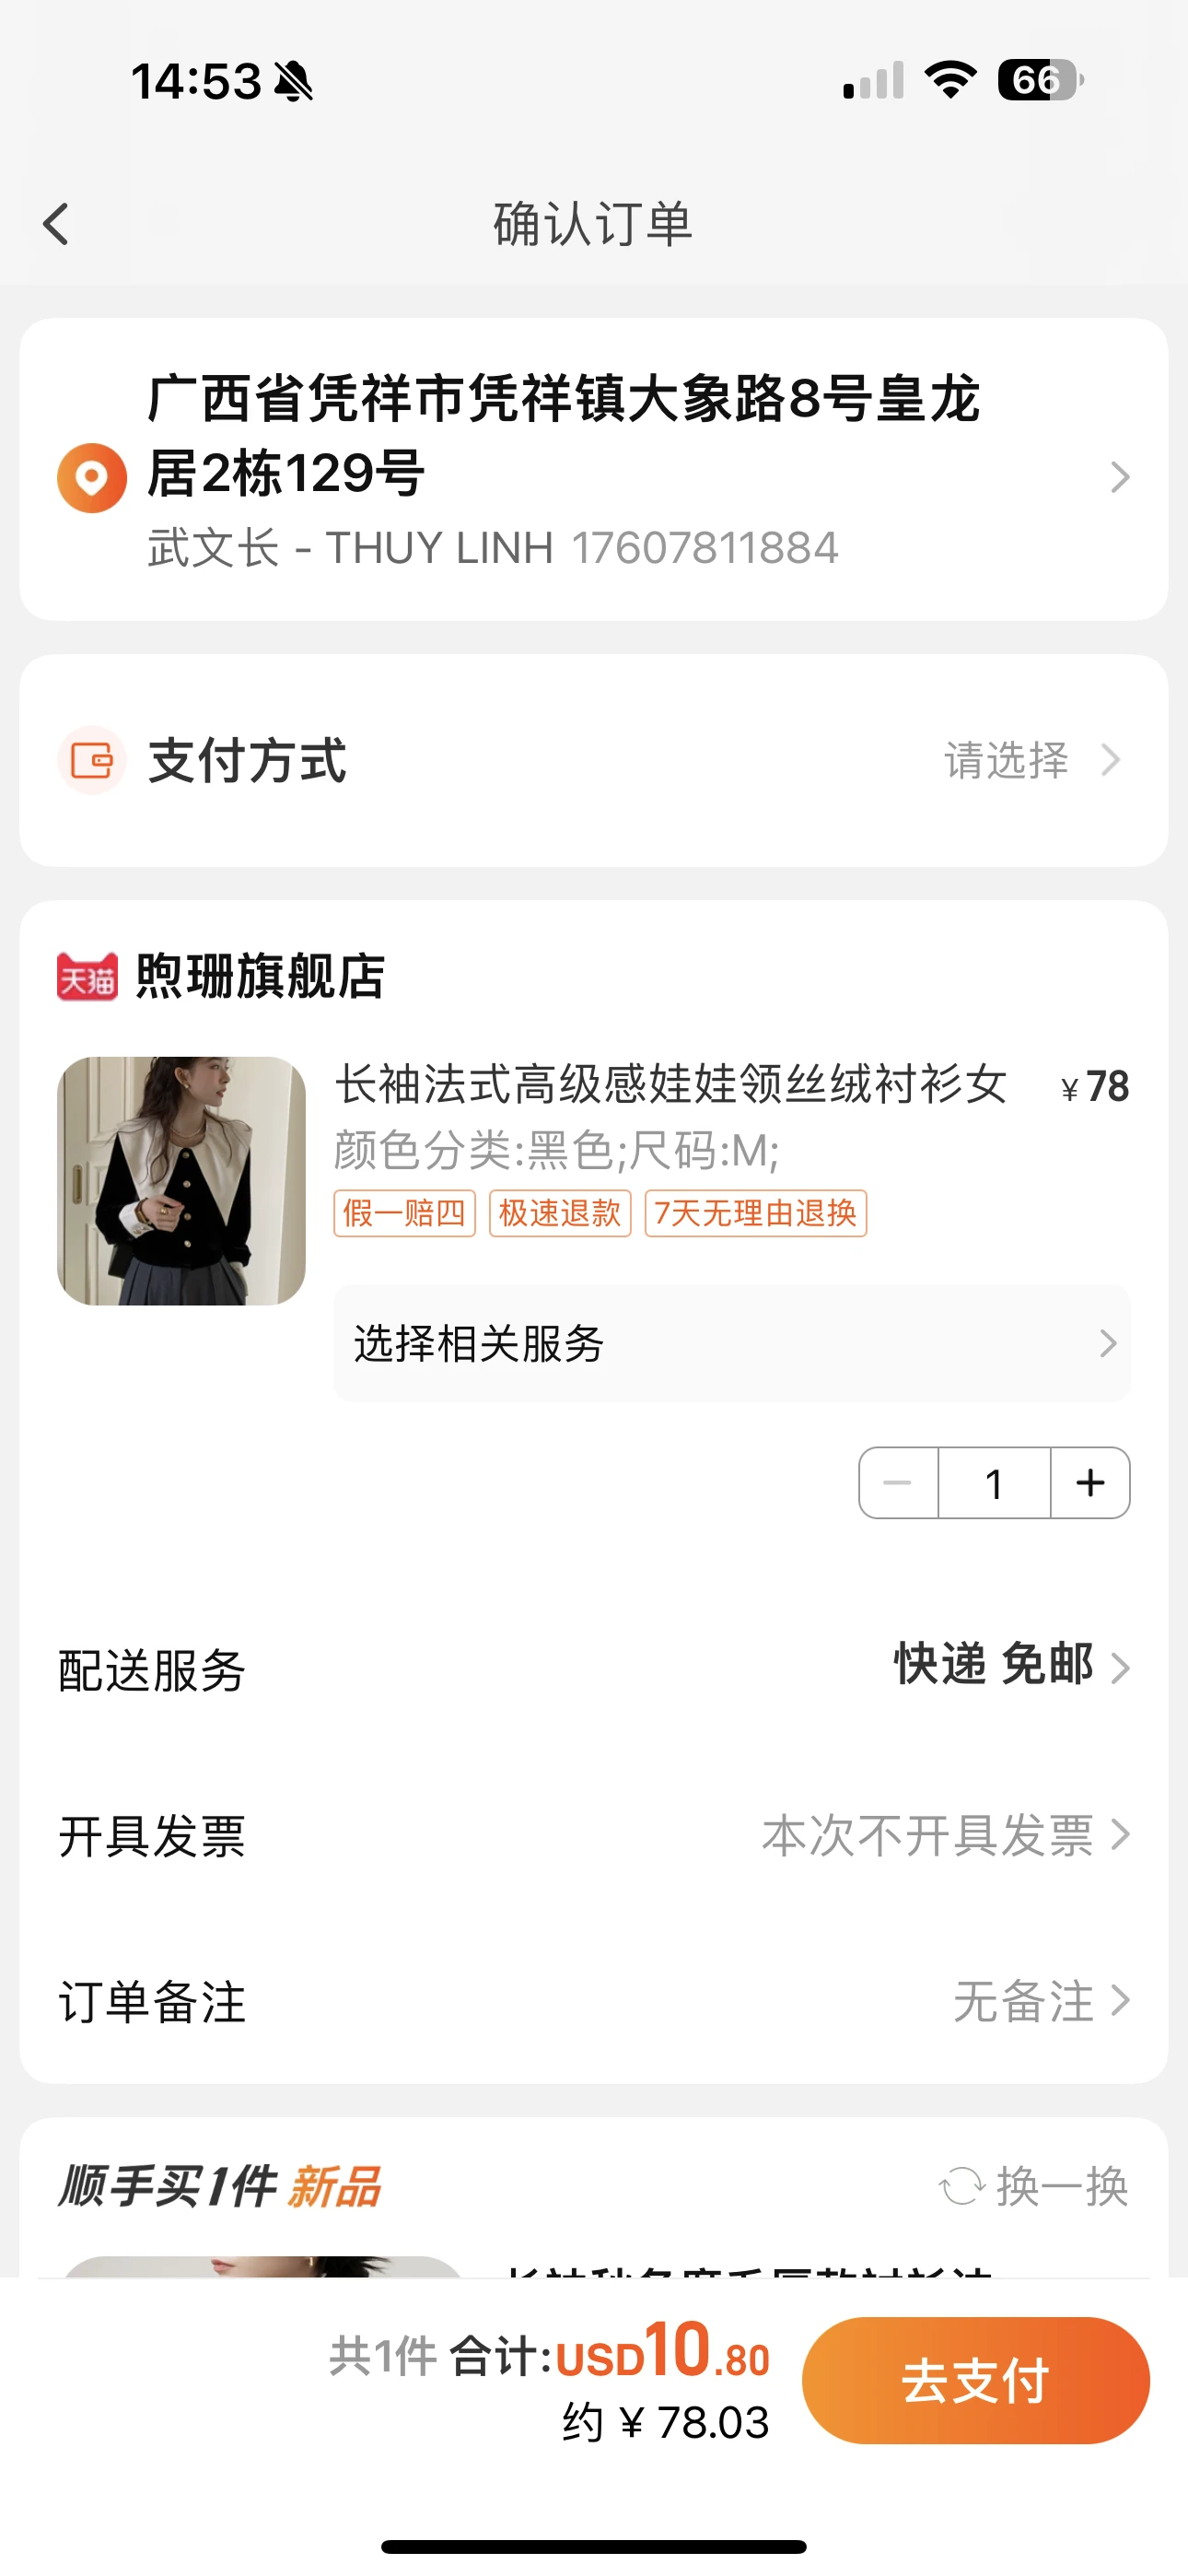 14:53
66
确认订单
广西省凭祥市凭祥镇大象路8号皇龙
居2栋129号
武文长 - THUY LINH 17607811884
支付方式 请选择
天猫 煦珊旗舰店
长袖法式高级感娃娃领丝绒衬衫女 ¥78
颜色分类:黑色;尺码:M;
假一赔四 极速退款 7天无理由退换
选择相关服务
1
配送服务 快递 免邮
开具发票 本次不开具发票
订单备注 无备注
顺手买1件 新品 换一换
共1件 合计:USD10.80
约 ¥ 78.03
去支付